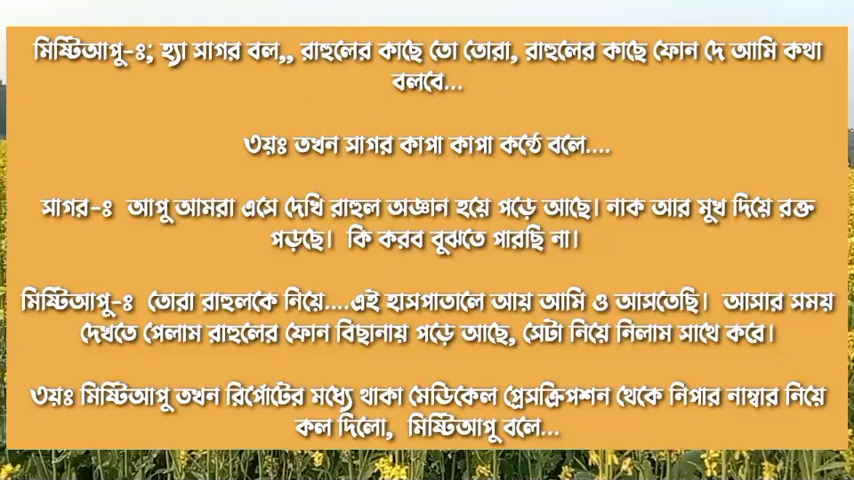 মিষ্টিআপু-ঃ; হ্যা সাগর বল,, রাহুলের কাছে তো তোরা, রাহুলের কাছে ফোন দে আমি কথা
বলবে...
৩য়ঃ তখন সাগর কাপা কাপা কন্ঠে বলে....
সাগর-ঃ আপু আমরা এসে দেখি রাহুল অজ্ঞান হয়ে পড়ে আছে। নাক আর মুখ দিয়ে রক্ত
পড়ছে। কি করব বুঝতে পারছি না।
মিষ্টিআপু-ঃ তোরা রাহুলকে নিয়ে....এই হাসপাতালে আয় আমি ও আসতেছি। আসার সময়
দেখতে পেলাম রাহুলের ফোন বিছানায় পড়ে আছে, সেটা নিয়ে নিলাম সাথে করে।
৩য়ঃ মিষ্টিআপু তখন রির্পোটের মধ্যে থাকা মেডিকেল প্রেসক্রিপশন থেকে নিপার নাম্বার নিয়ে
কল দিলো, মিষ্টিআপু বলে...